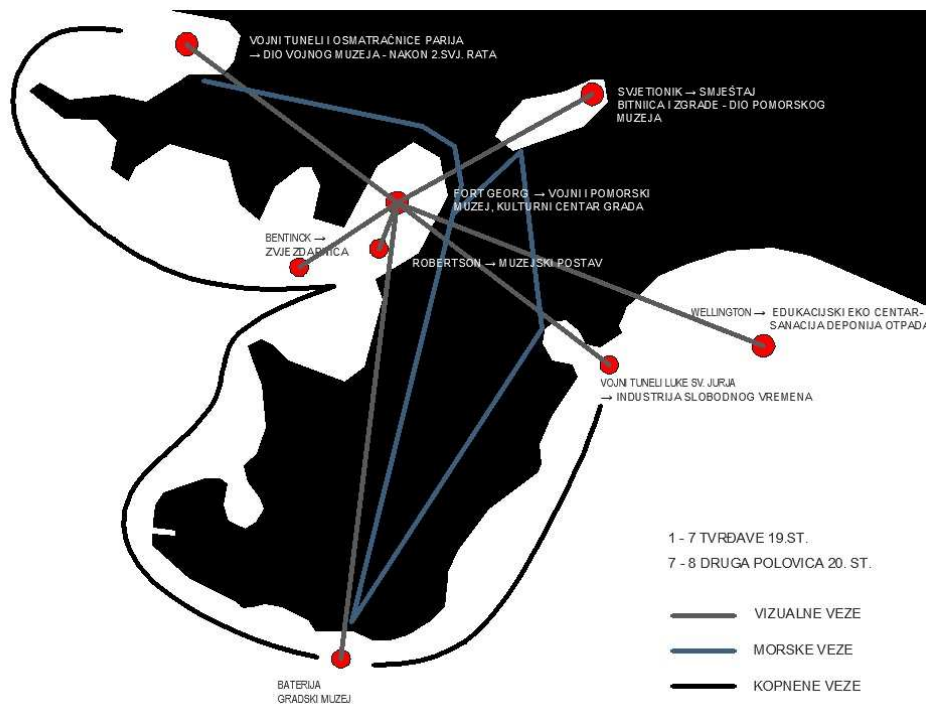 VOJNI TUNELI I OSMATRAČNICE PARIJA
→ DIO VOJNOG MUZEJA - NAKON 2.SVJ. RATA
SVJETIONIK → SMJEŠTAJ
BITNIICA I ZGRADE - DIO POMORSKOG
MUZEJA
FORT GEORG → VOJNI I POMORSKI
MUZEJ, KULTURNI CENTAR GRADA
BENTINCK →
ZVJEZDARNICA
ROBERTSON → MUZEJSKI POSTAV
WELLINGTON → EDUKACIJSKI EKO CENTAR-
SANACIJA DEPONIJA OTPADA
VOJNI TUNELI LUKE SV. JURJA
→ INDUSTRIJA SLOBODNOG VREMENA
1 - 7 TVRĐAVE 19.ST.
7 - 8 DRUGA POLOVICA 20. ST.
VIZUALNE VEZE
MORSKE VEZE
KOPNENE VEZE
BATERIJA
GRADSKI MUZEJ